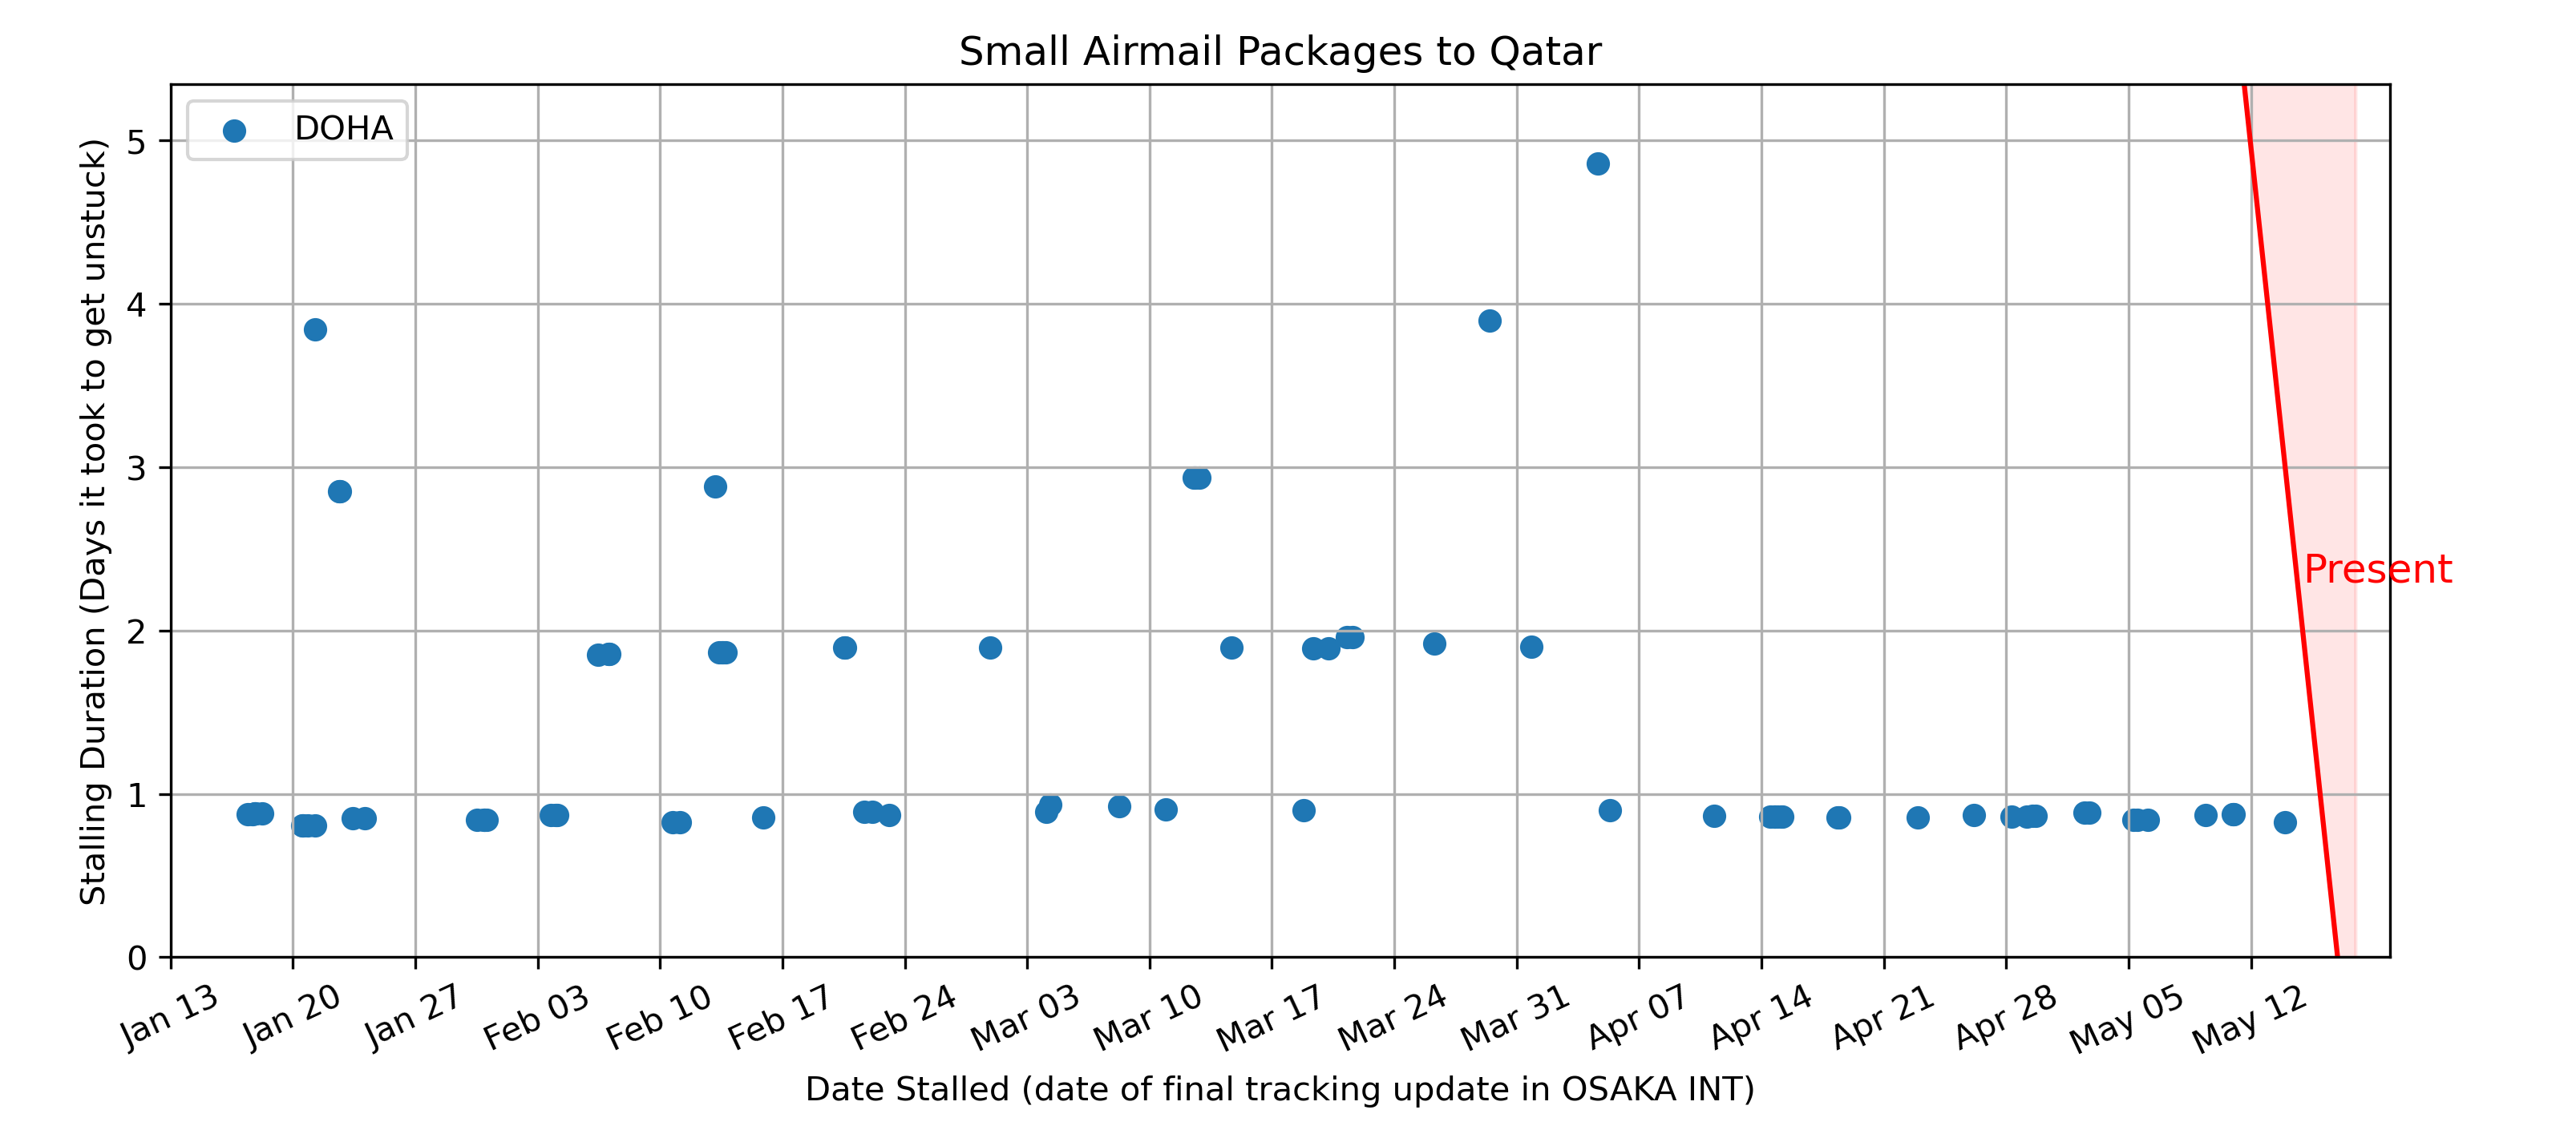 Small Airmail Packages to Qatar
DOHA
Stalling Duration (Days it took to get unstuck)
5
4
3
2
1
0
Present
Jan 13
Jan 20
Jan 27
Feb 03
Feb 10
Feb 17
Feb 24
Mar 03
Mar 10
Mar 17
Mar 24
Mar 31
Apr 07
Apr 14
Apr 21
Apr 28
May 05
May 12
Date Stalled (date of final tracking update in OSAKA INT)